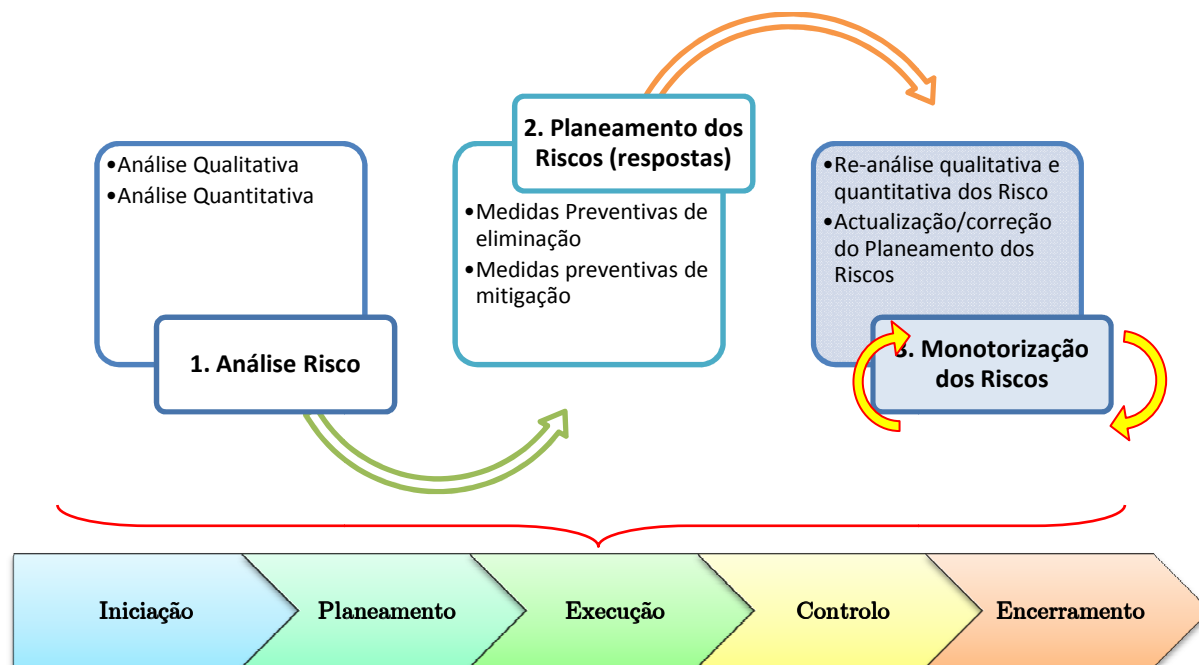 •Análise Qualitativa
•Análise Quantitativa
1. Análise Risco
2. Planeamento dos
Riscos (respostas)
•Medidas Preventivas de
eliminação
•Medidas preventivas de
mitigação
•Re-análise qualitativa e
quantitativa dos Risco
•Actualização/correção
do Planeamento dos
Riscos
3. Monotorização
dos Riscos
Iniciação
Planeamento
Execução
Controlo
Encerramento